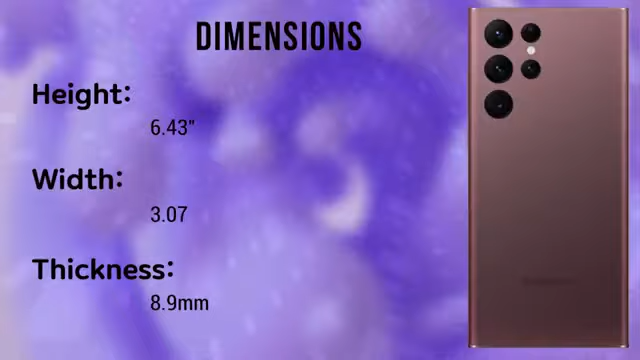 DIMENSIONS
Height:
6.43"
Width:
3.07
Thickness:
8.9mm